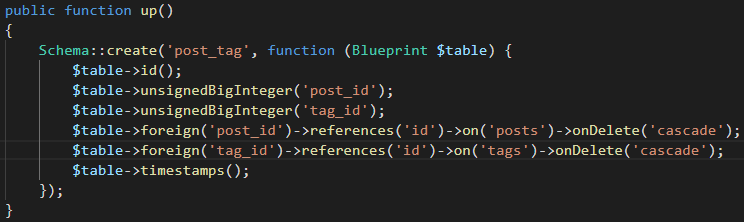 public function up()
{
    Schema::create('post_tag', function (Blueprint $table) {
        $table->id();
        $table->unsignedBigInteger('post_id');
        $table->unsignedBigInteger('tag_id');
        $table->foreign('post_id')->references('id')->on('posts')->onDelete('cascade');
        $table->foreign('tag_id')->references('id')->on('tags')->onDelete('cascade');
        $table->timestamps();
    });
}